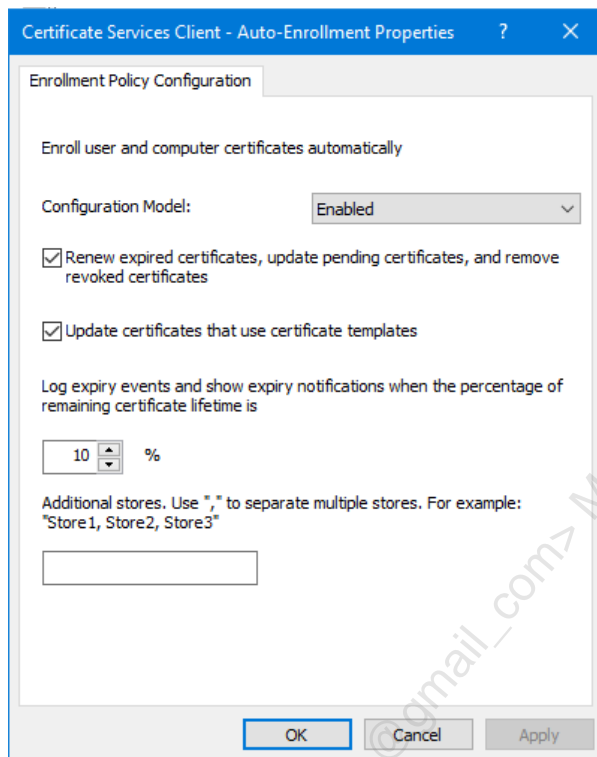 Certificate Services Client - Auto-Enrollment Properties ? ✕
Enrollment Policy Configuration
Enroll user and computer certificates automatically
Configuration Model: Enabled
Renew expired certificates, update pending certificates, and remove
revoked certificates
Update certificates that use certificate templates
Log expiry events and show expiry notifications when the percentage of
remaining certificate lifetime is
10 %
Additional stores. Use "," to separate multiple stores. For example:
"Store1, Store2, Store3"
@gmail_com> M
OK Cancel Apply